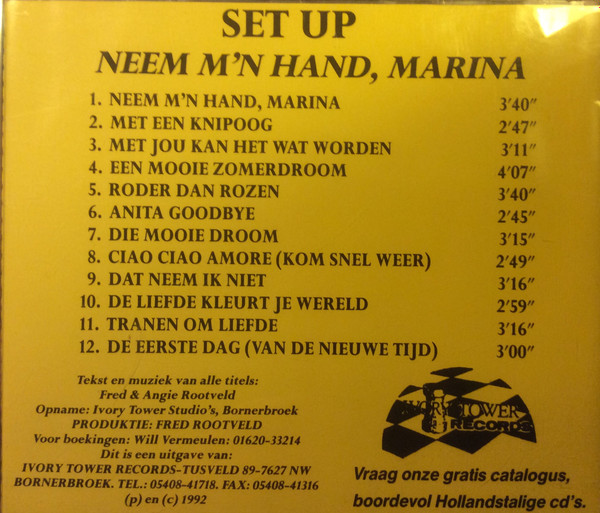 SET UP
NEEM M'N HAND, MARINA
1. NEEM M'N HAND, MARINA 3'40"
2. MET EEN KNIPOOG 2'47"
3. MET JOU KAN HET WAT WORDEN 3'11"
4. EEN MOOIE ZOMERDROOM 4'07"
5. RODER DAN ROZEN 3'40"
6. ANITA GOODBYE 2'45"
7. DIE MOOIE DROOM 3'15"
8. CIAO CIAO AMORE (KOM SNEL WEER) 2'49"
9. DAT NEEM IK NIET 3'16"
10. DE LIEFDE KLEURT JE WERELD 2'59"
11. TRANEN OM LIEFDE 3'16"
12. DE EERSTE DAG (VAN DE NIEUWE TIJD) 3'00"
Tekst en muziek van alle titels:
Fred & Angie Rootveld
Opname: Ivory Tower Studio's, Bornerbroek
PRODUKTIE: FRED ROOTVELD
Voor boekingen: Will Vermeulen: 01620-33214
Dit is een uitgave van:
IVORY TOWER RECORDS-TUSVELD 89-7627 NW
BORNERBROEK. TEL.: 05408-41718. FAX: 05408-41316
(p) en (c) 1992
IVORY TOWER
RECORDS
Vraag onze gratis catalogus,
boordevol Hollandstalige cd's.